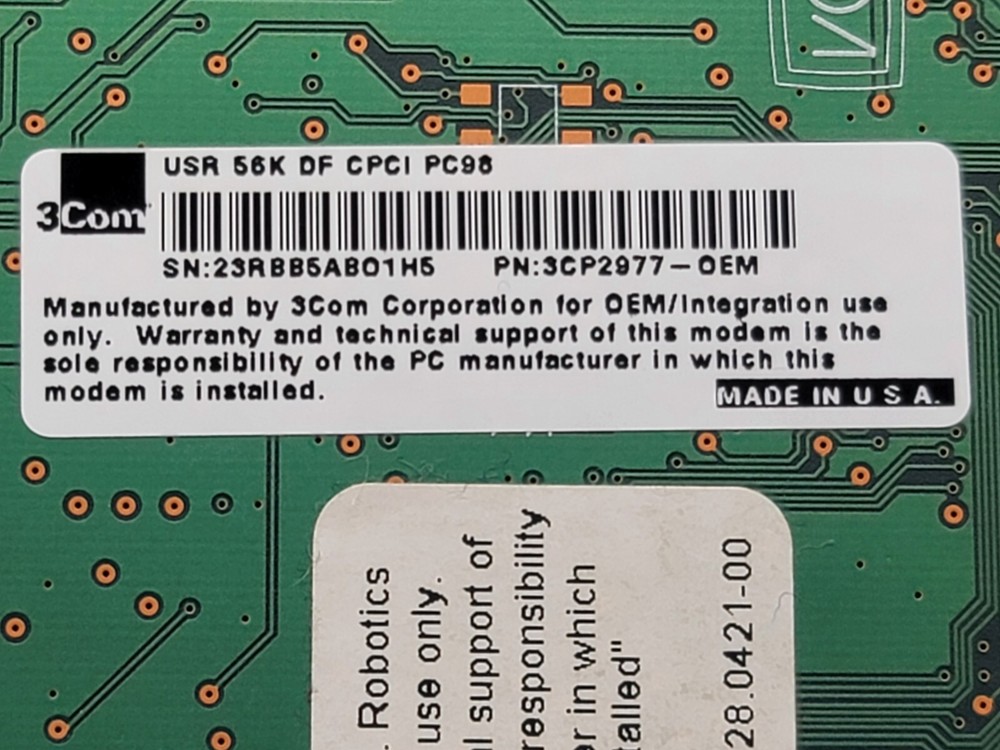 3Com
USR 56K DF CPCI PC98
SN:23RBB5AB01H5 PN:3CP2977-OEM
Manufactured by 3Com Corporation for OEM/Integration use
only. Warranty and technical support of this modem is the
sole responsibility of the PC manufacturer in which this
modem is installed.
MADE IN U S A.
. Robotics
use only.
l support of
responsibility
r in which
talled"
28.0421-00